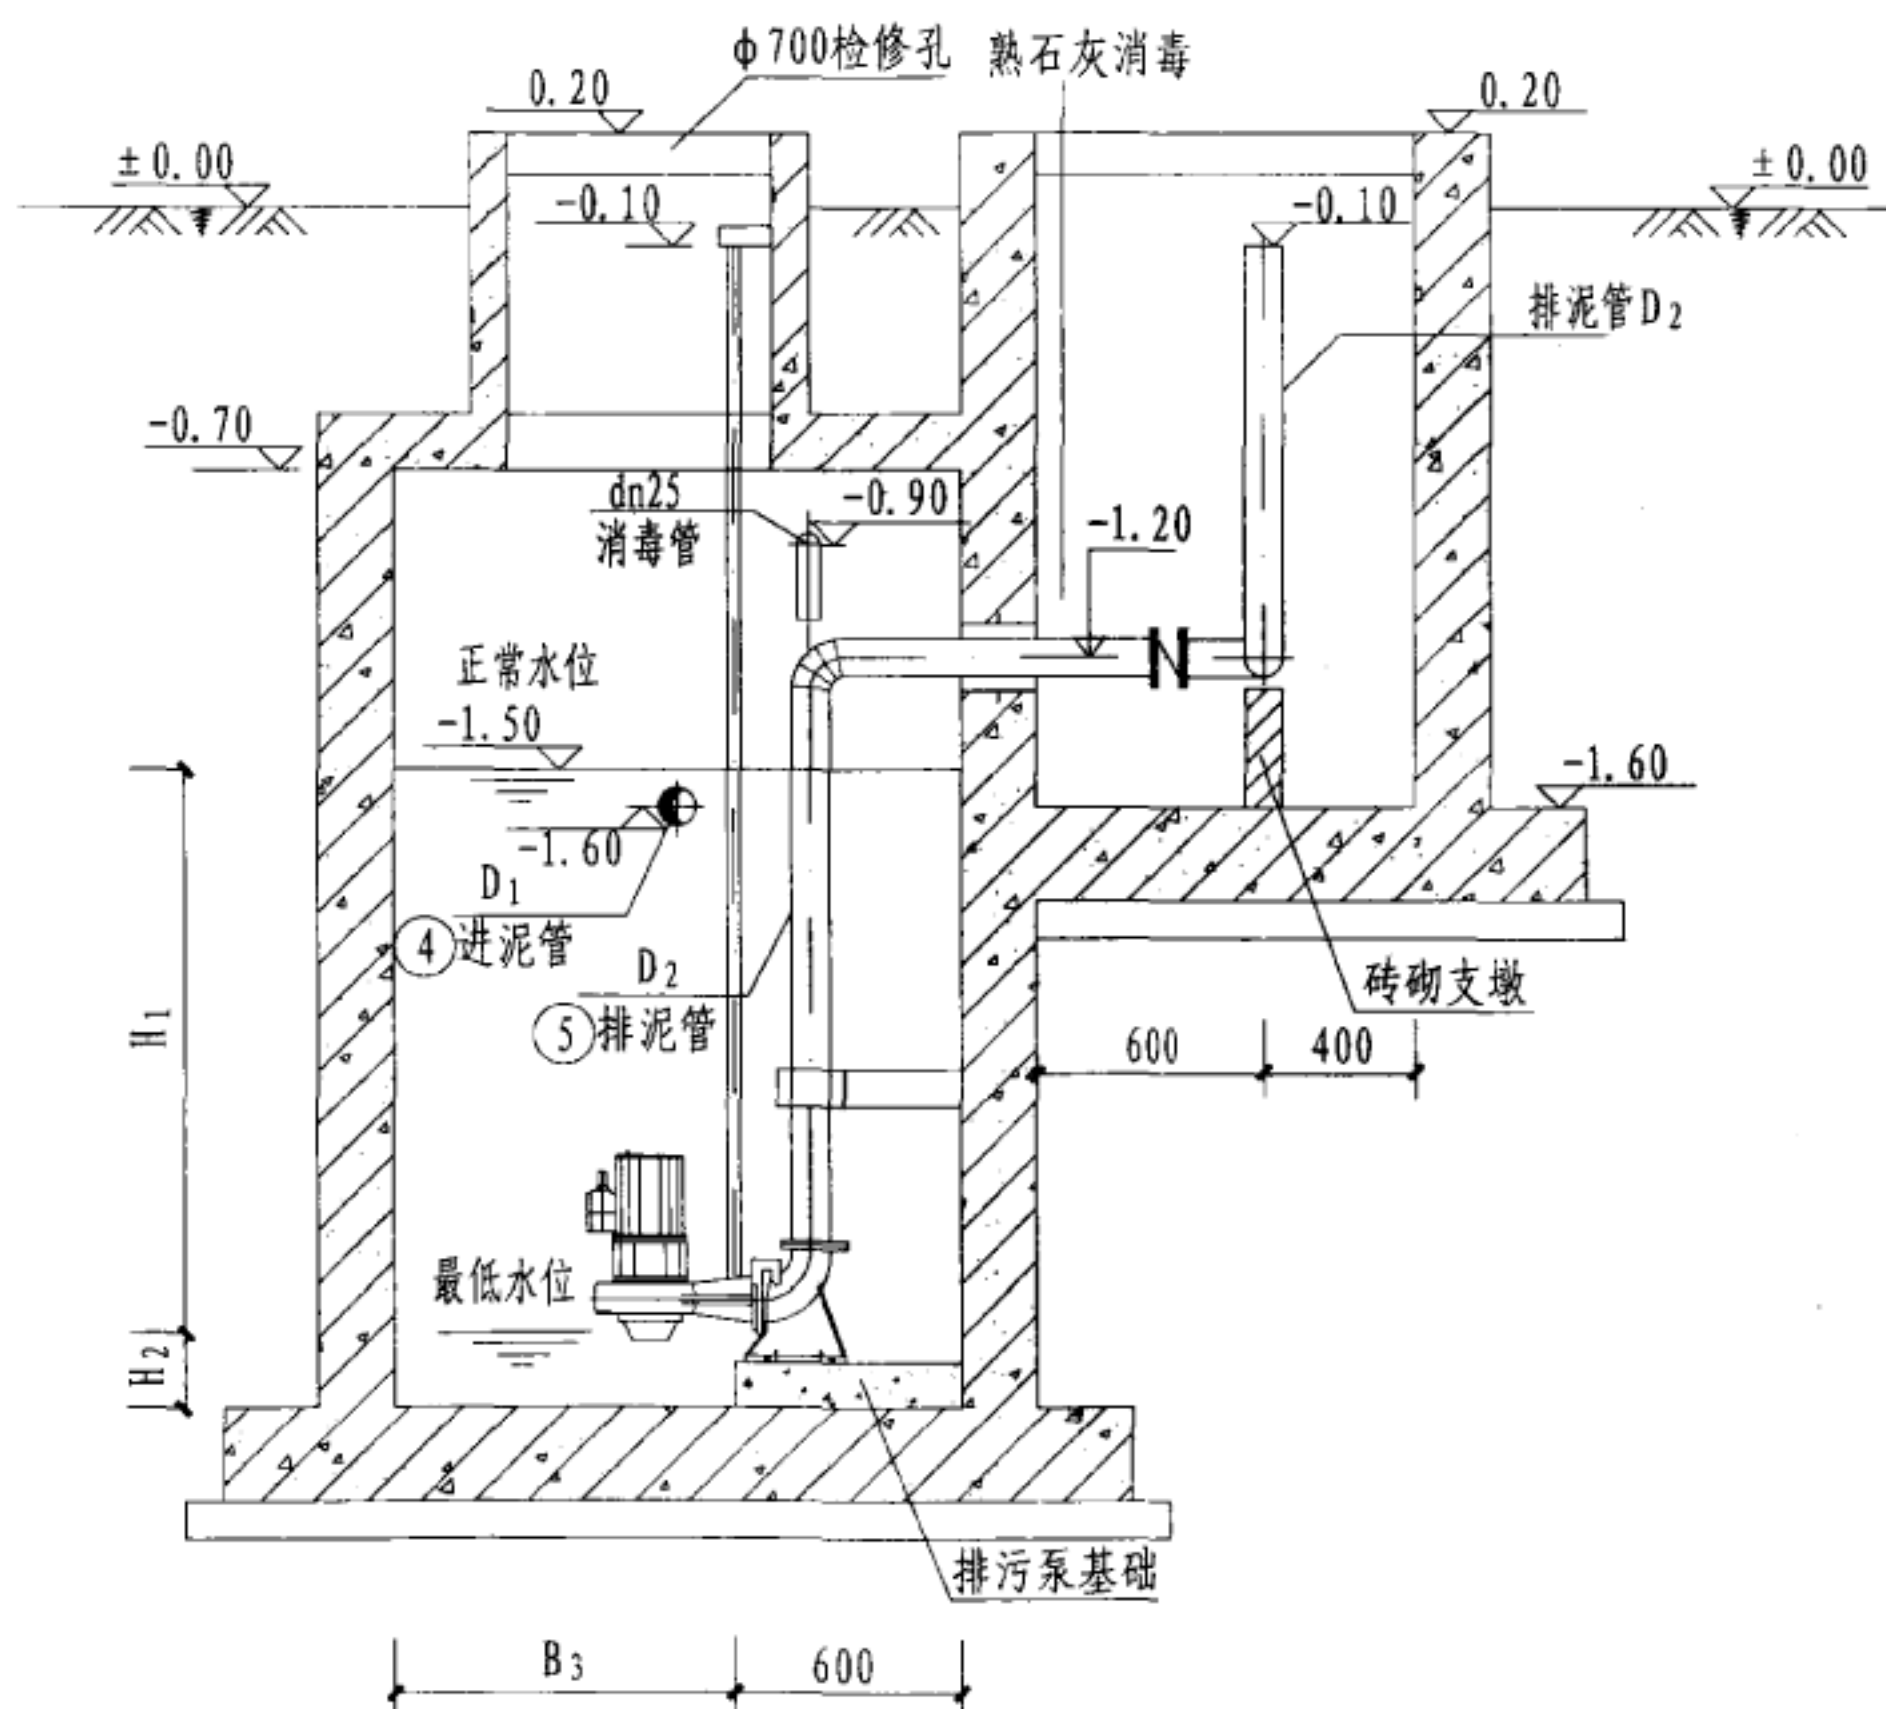 φ700检修孔
熟石灰消毒
0.20
0.20
±0.00
±0.00
-0.10
-0.10
排泥管D₂
-0.70
dn25
消毒管
-0.90
-1.20
正常水位
-1.50
-1.60
-1.60
D₁
④进泥管
D₂
⑤排泥管
砖砌支墩
H₁
600
400
最低水位
H₂
排污泵基础
B₃
600